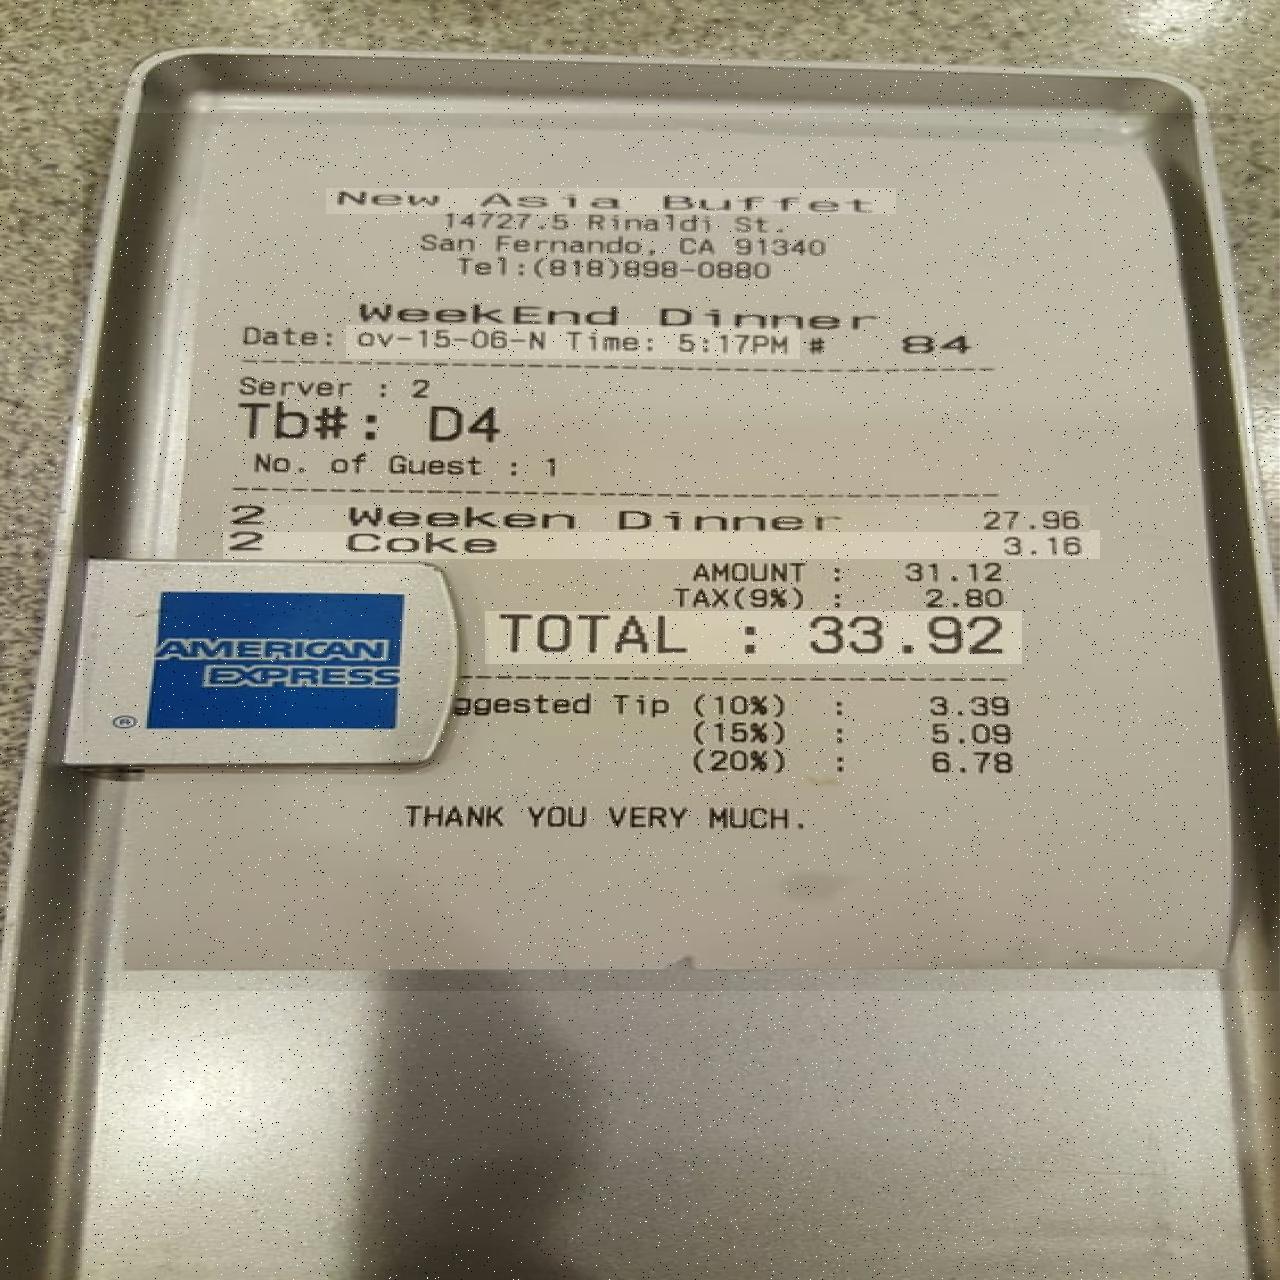 New Asia Buffet
14727.5 Rinaldi St.
San Fernando, CA 91340
Tel:(818)898-0880
WeekEnd Dinner
Date: ov-15-06-N Time: 5:17PM # 84
Server : 2
Tb#: D4
No. of Guest : 1
2 Weeken Dinner 27.96
2 Coke 3.16
AMOUNT : 31.12
TAX(9%) : 2.80
TOTAL : 33.92
AMERICAN
EXPRESS
®
ggested Tip (10%) : 3.39
(15%) : 5.09
(20%) : 6.78
THANK YOU VERY MUCH.